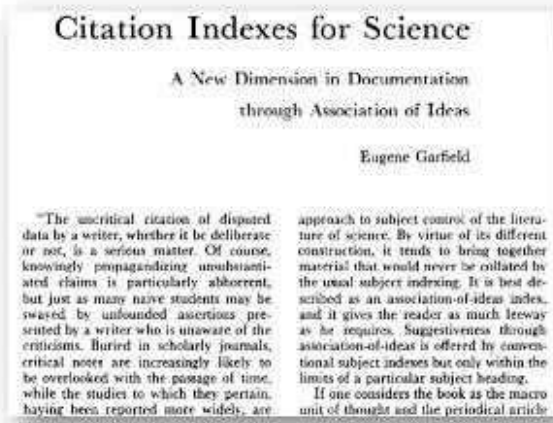 Citation Indexes for Science
A New Dimension in Documentation
through Association of Ideas
Eugene Garfield
"The uncritical citation of disputed
data by a writer, whether it be deliberate
or not, is a serious matter. Of course,
knowingly propagandizing unsubstanti-
ated claims is particularly abhorrent,
but just as many naive students may be
swayed by unfounded assertions pre-
sented by a writer who is unaware of the
criticisms. Buried in scholarly journals,
critical notes are increasingly likely to
be overlooked with the passage of time,
while the studies to which they pertain,
having been reported more widely, are
approach to subject control of the litera-
ture of science. By virtue of its different
construction, it tends to bring together
material that would never be collated by
the usual subject indexing. It is best de-
scribed as an association-of-ideas index,
and it gives the reader as much leeway
as he requires. Suggestiveness through
association-of-ideas is offered by conven-
tional subject indexes but only within the
limits of a particular subject heading.
If one considers the book as the macro
unit of thought and the periodical article